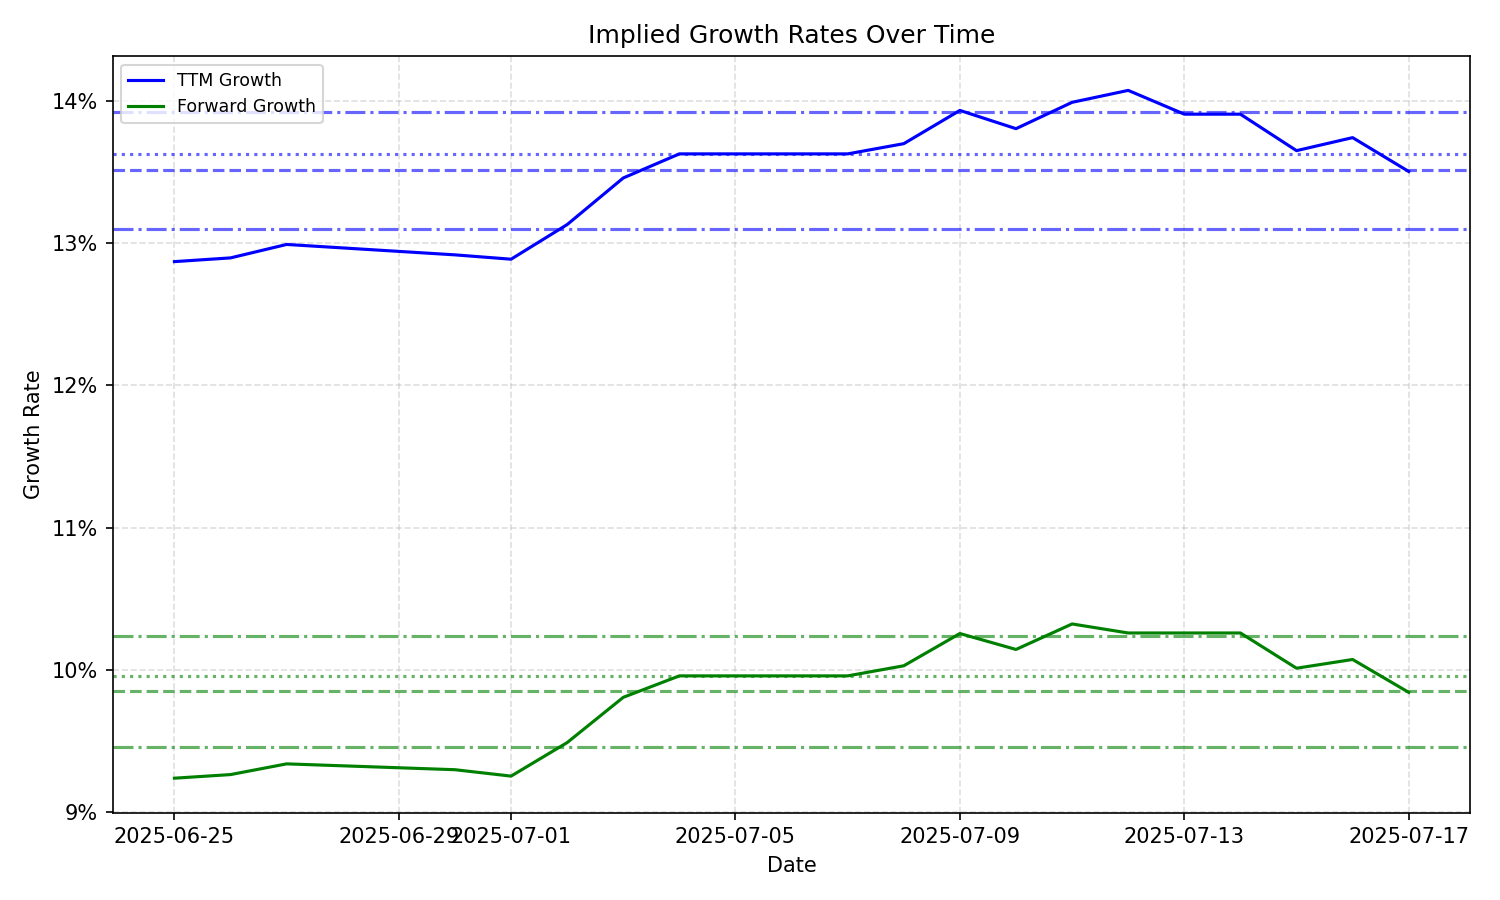 Implied Growth Rates Over Time
TTM Growth
Forward Growth
14%
13%
12%
11%
10%
9%
Growth Rate
2025-06-25
2025-06-29
2025-07-01
2025-07-05
2025-07-09
2025-07-13
2025-07-17
Date